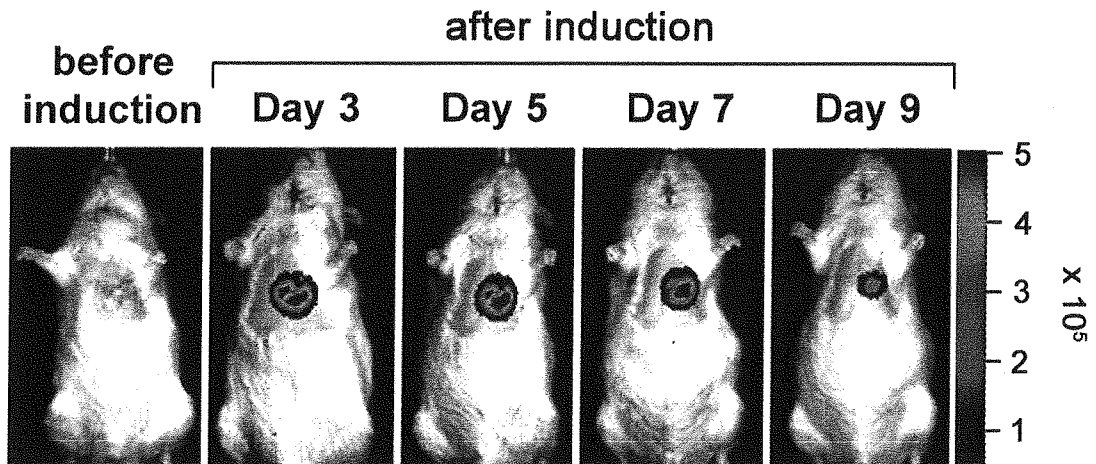 after induction
before
induction
Day 3
Day 5
Day 7
Day 9
5
4
3
2
1
x 10⁵